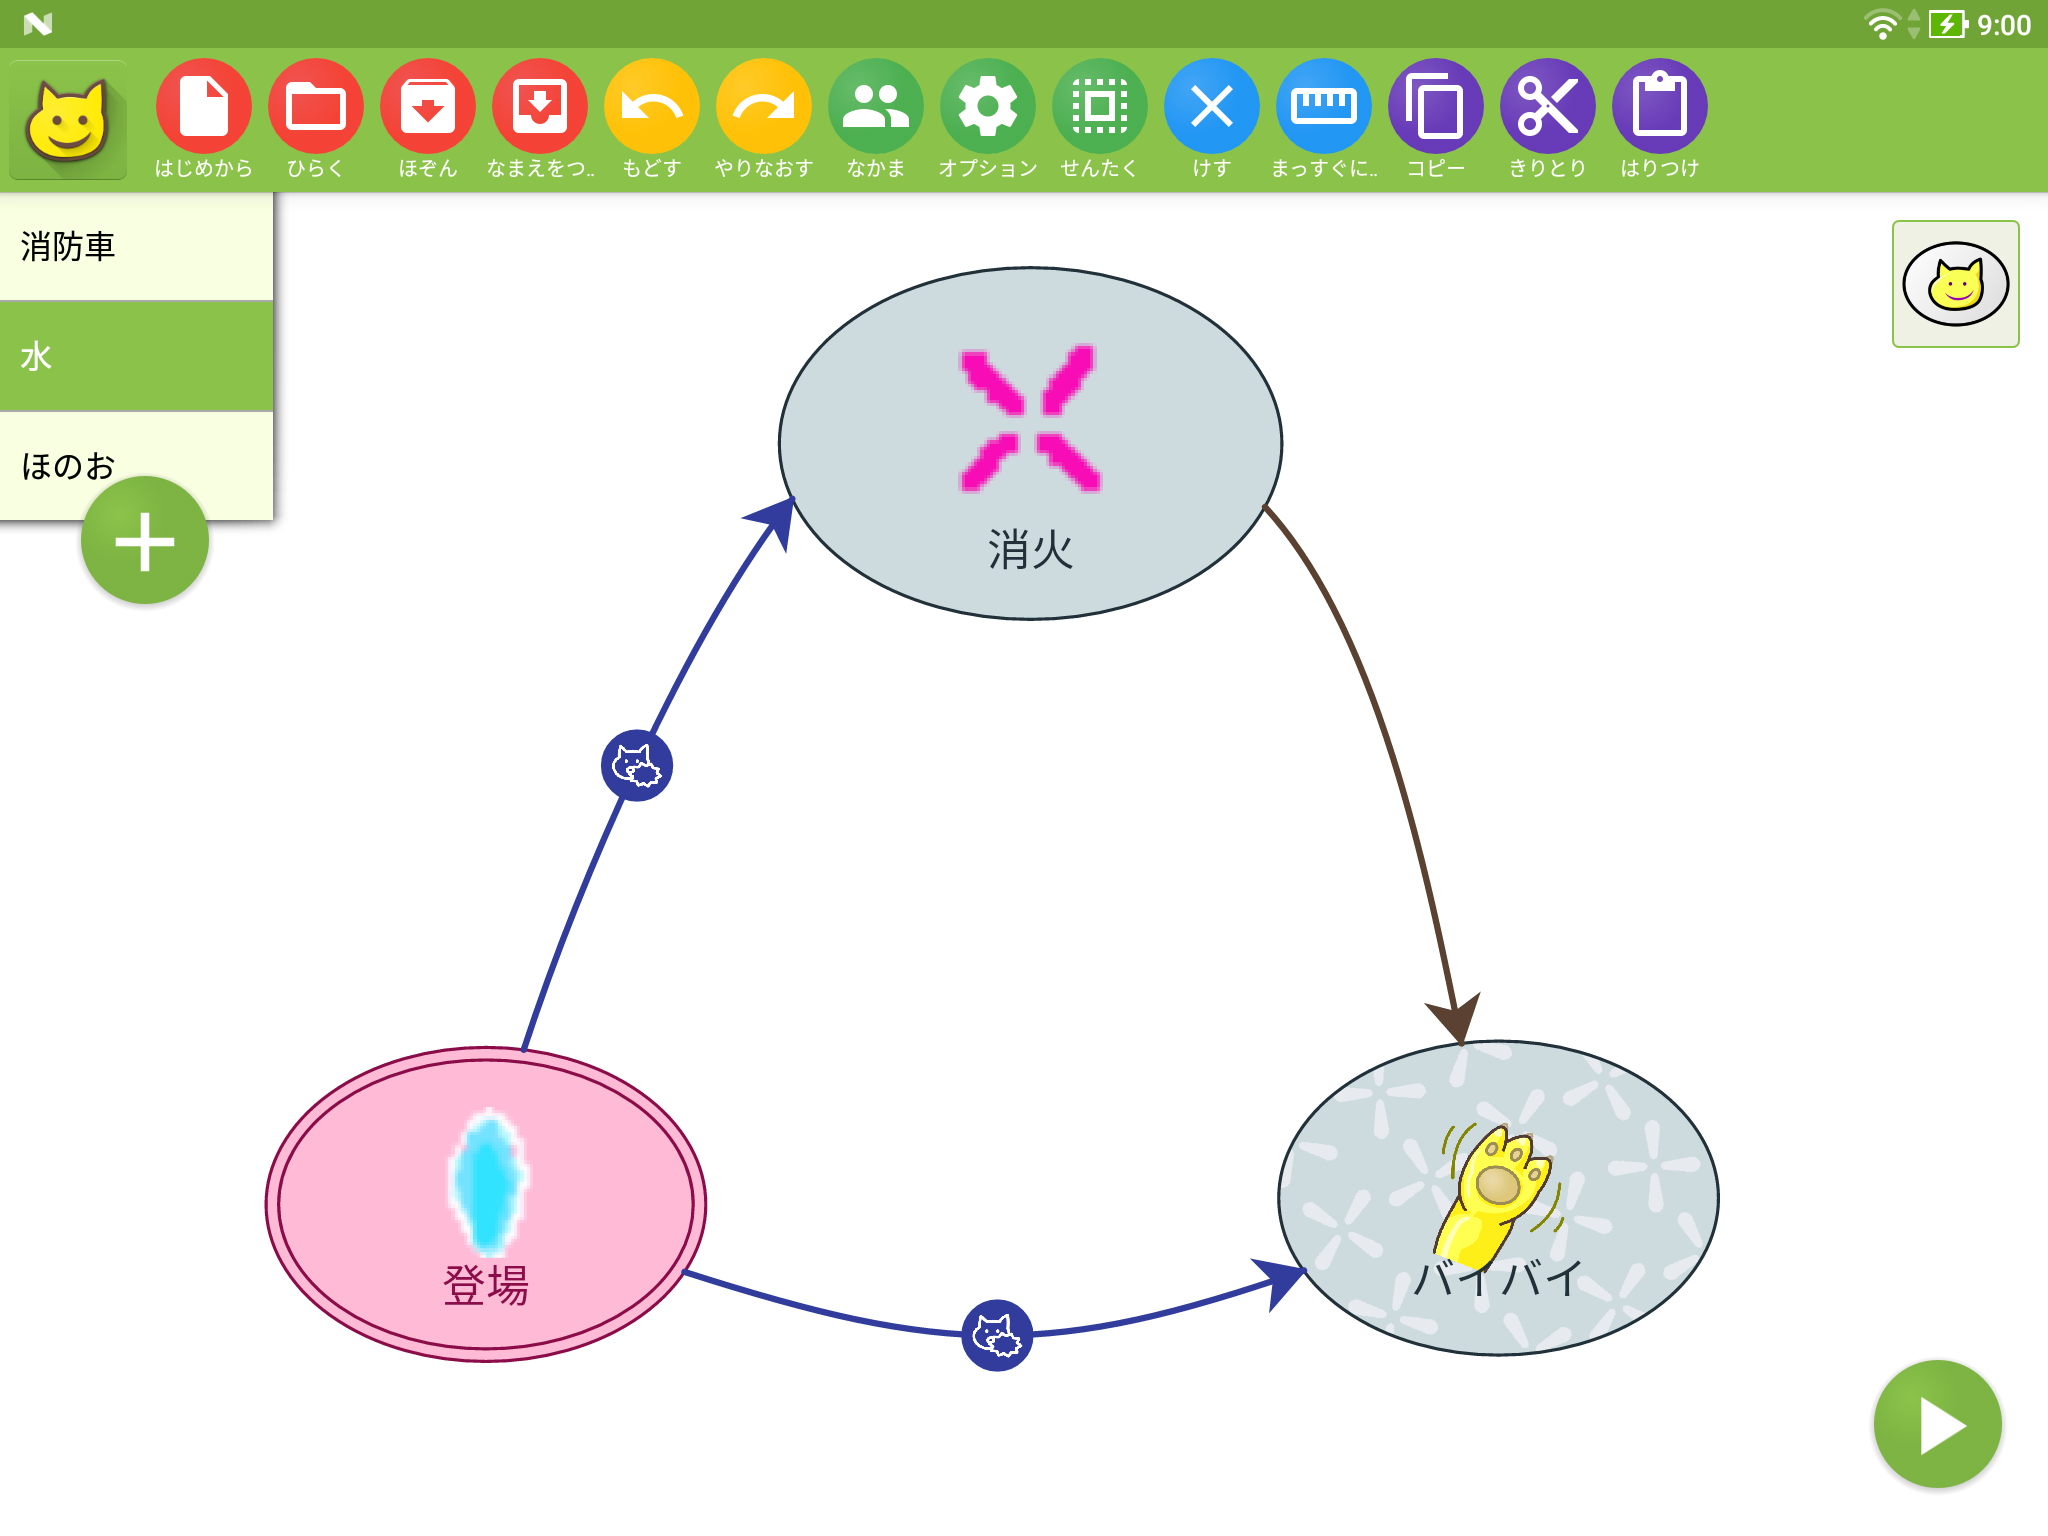 9:00
はじめから
ひらく
ほぞん
なまえをつ..
もどす
やりなおす
なかま
オプション
せんたく
けす
まっすぐに..
コピー
きりとり
はりつけ
消防車
水
ほのお
消火
登場
バイバイ